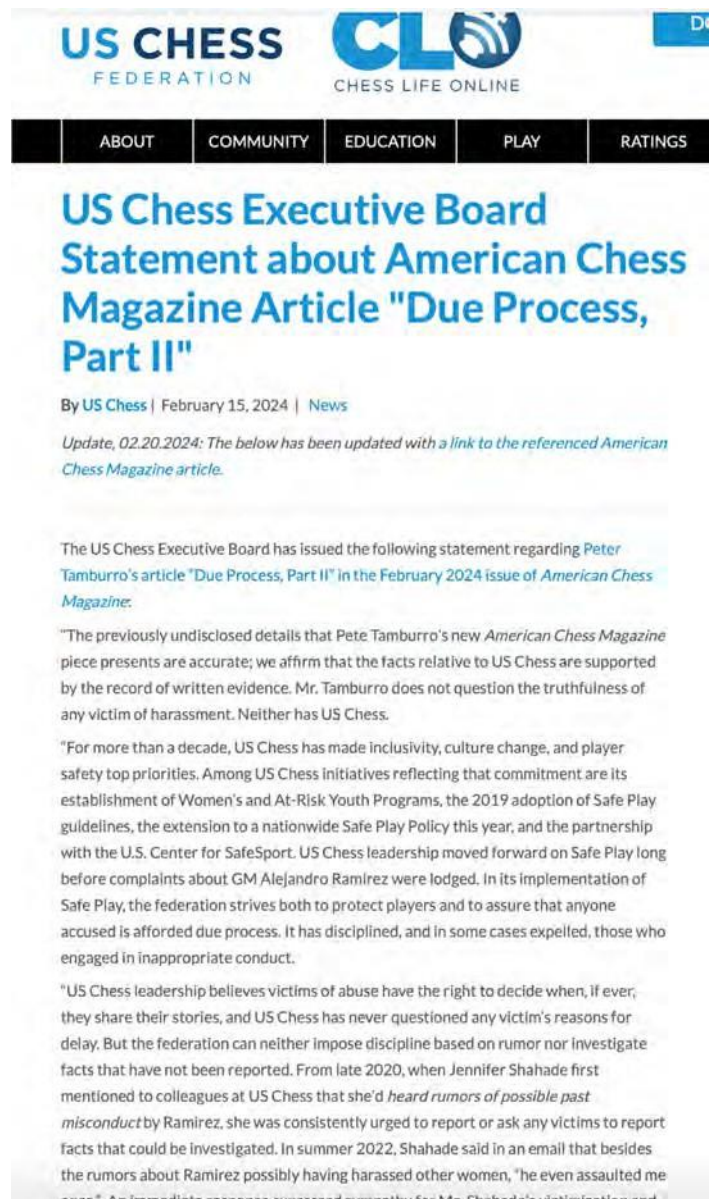 US CHESS
FEDERATION
CL
CHESS LIFE ONLINE
ABOUT COMMUNITY EDUCATION PLAY RATINGS
US Chess Executive Board
Statement about American Chess
Magazine Article "Due Process,
Part II"
By US Chess | February 15, 2024 | News
Update, 02.20.2024: The below has been updated with a link to the referenced American
Chess Magazine article.
The US Chess Executive Board has issued the following statement regarding Peter
Tamburro's article "Due Process, Part II" in the February 2024 issue of American Chess
Magazine:
"The previously undisclosed details that Pete Tamburro's new American Chess Magazine
piece presents are accurate; we affirm that the facts relative to US Chess are supported
by the record of written evidence. Mr. Tamburro does not question the truthfulness of
any victim of harassment. Neither has US Chess.
"For more than a decade, US Chess has made inclusivity, culture change, and player
safety top priorities. Among US Chess initiatives reflecting that commitment are its
establishment of Women's and At-Risk Youth Programs, the 2019 adoption of Safe Play
guidelines, the extension to a nationwide Safe Play Policy this year, and the partnership
with the U.S. Center for SafeSport. US Chess leadership moved forward on Safe Play long
before complaints about GM Alejandro Ramirez were lodged. In its implementation of
Safe Play, the federation strives both to protect players and to assure that anyone
accused is afforded due process. It has disciplined, and in some cases expelled, those who
engaged in inappropriate conduct.
"US Chess leadership believes victims of abuse have the right to decide when, if ever,
they share their stories, and US Chess has never questioned any victim's reasons for
delay. But the federation can neither impose discipline based on rumor nor investigate
facts that have not been reported. From late 2020, when Jennifer Shahade first
mentioned to colleagues at US Chess that she'd heard rumors of possible past
misconduct by Ramirez, she was consistently urged to report or ask any victims to report
facts that could be investigated. In summer 2022, Shahade said in an email that besides
the rumors about Ramirez possibly having harassed other women, "he even assaulted me